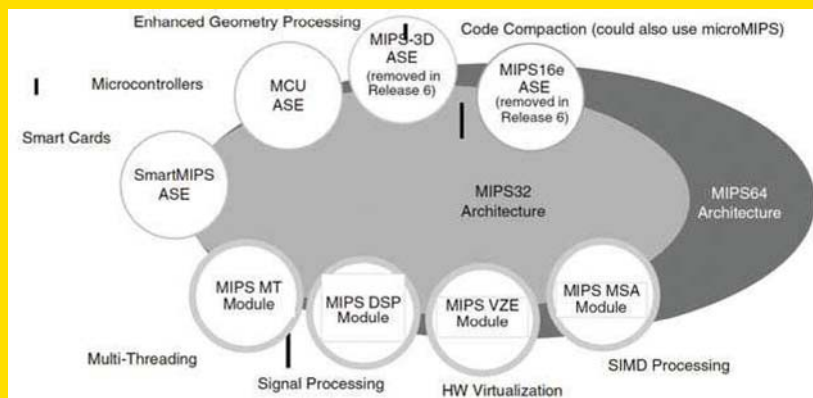 Enhanced Geometry Processing
Code Compaction (could also use microMIPS)
MIPS-3D
ASE
(removed in
Release 6)
MIPS16e
ASE
(removed in
Release 6)
Microcontrollers
MCU
ASE
Smart Cards
SmartMIPS
ASE
MIPS32
Architecture
MIPS64
Architecture
MIPS MT
Module
MIPS DSP
Module
MIPS VZE
Module
MIPS MSA
Module
Multi-Threading
Signal Processing
HW Virtualization
SIMD Processing